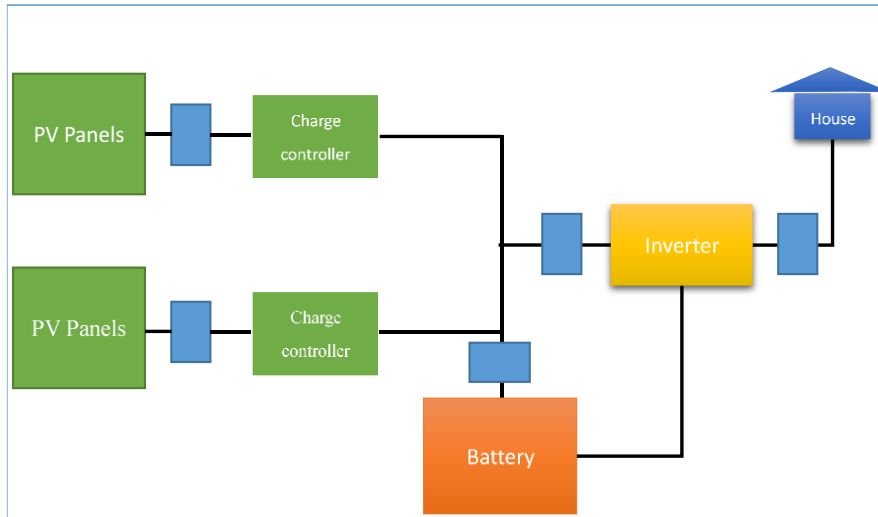 PV Panels
Charge
controller
House
Inverter
PV Panels
Charge
controller
Battery